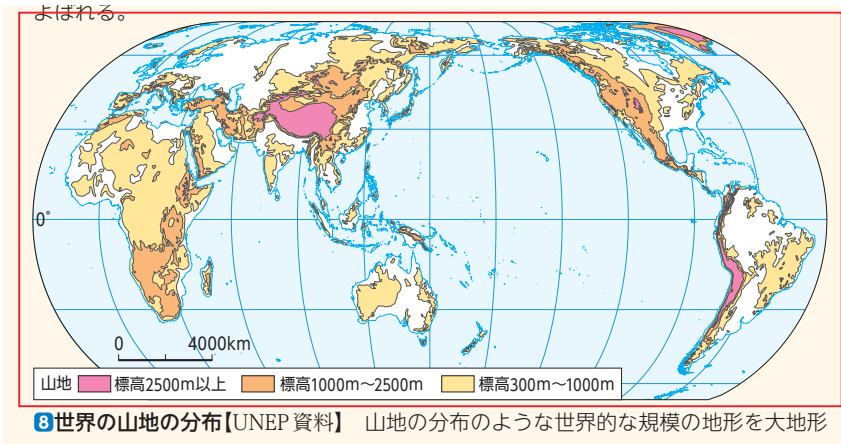 よばれる。
0°
0 4000km
山地 標高2500m以上 標高1000m～2500m 標高300m～1000m
8世界の山地の分布【UNEP資料】 山地の分布のような世界的な規模の地形を大地形